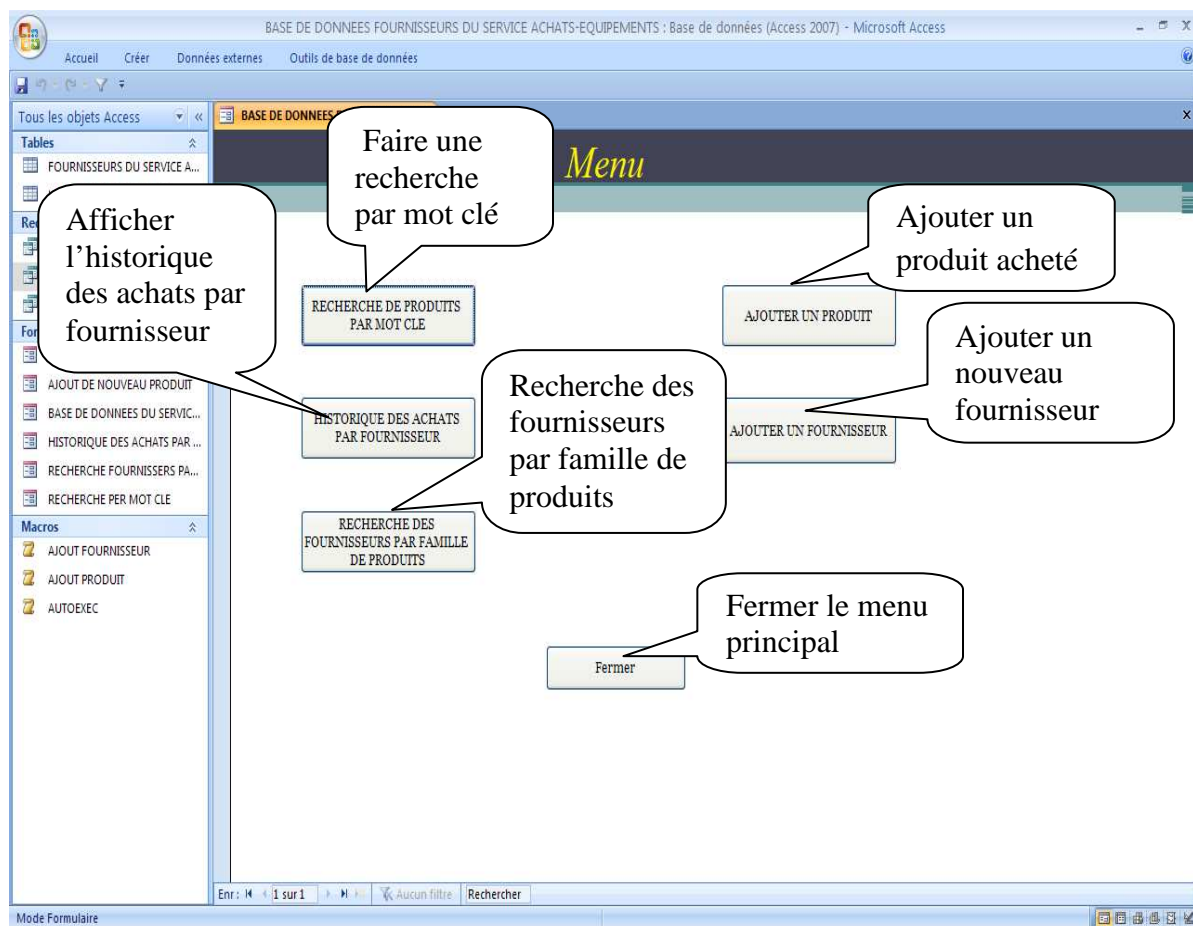 BASE DE DONNEES FOURNISSEURS DU SERVICE ACHATS-EQUIPEMENTS : Base de données (Access 2007) - Microsoft Access
Accueil Créer Données externes Outils de base de données
Tous les objets Access
BASE DE DONNEES
Menu
Tables
FOURNISSEURS DU SERVICE A...
AJOUT DE NOUVEAU PRODUIT
BASE DE DONNEES DU SERVIC...
HISTORIQUE DES ACHATS PAR ...
RECHERCHE FOURNISSERS PA...
RECHERCHE PER MOT CLE
Macros
AJOUT FOURNISSEUR
AJOUT PRODUIT
AUTOEXEC
Faire une
recherche
par mot clé
Afficher
l’historique
des achats par
fournisseur
Ajouter un
produit acheté
RECHERCHE DE PRODUITS
PAR MOT CLE
AJOUTER UN PRODUIT
Ajouter un
nouveau
fournisseur
Recherche des
fournisseurs
par famille de
produits
HISTORIQUE DES ACHATS
PAR FOURNISSEUR
AJOUTER UN FOURNISSEUR
RECHERCHE DES
FOURNISSEURS PAR FAMILLE
DE PRODUITS
Fermer le menu
principal
Fermer
Enr : 1 sur 1 Aucun filtre Rechercher
Mode Formulaire